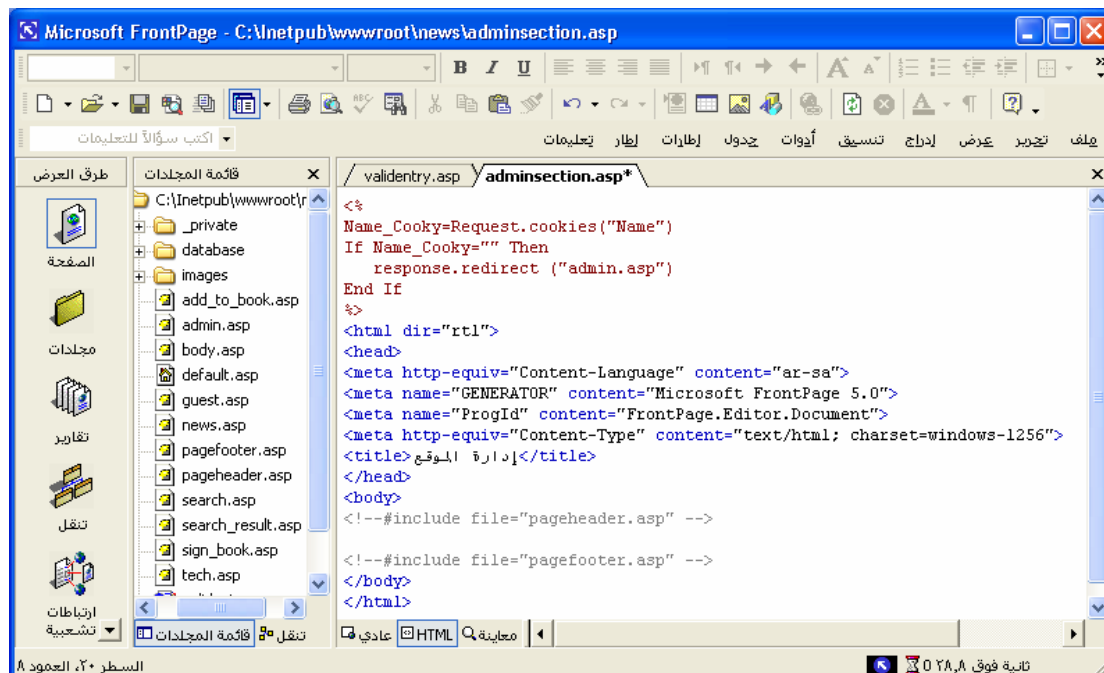 Microsoft FrontPage - C:\Inetpub\wwwroot\news\adminsection.asp
B I U
اكتب سؤالاً للتعليمات
ملف تحرير عرض إدراج تنسيق أدوات جدول إطارات إطار تعليمات
طرق العرض
الصفحة
مجلدات
تقارير
تنقل
ارتباطات
تشعبية
قائمة المجلدات
C:\Inetpub\wwwroot\r
_private
database
images
add_to_book.asp
admin.asp
body.asp
default.asp
guest.asp
news.asp
pagefooter.asp
pageheader.asp
search.asp
search_result.asp
sign_book.asp
tech.asp
قائمة المجلدات تنقل
validentry.asp adminsection.asp*
<%
Name_Cooky=Request.cookies("Name")
If Name_Cooky="" Then
response.redirect ("admin.asp")
End If
%>
<html dir="rtl">
<head>
<meta http-equiv="Content-Language" content="ar-sa">
<meta name="GENERATOR" content="Microsoft FrontPage 5.0">
<meta name="ProgId" content="FrontPage.Editor.Document">
<meta http-equiv="Content-Type" content="text/html; charset=windows-1256">
<title>إدارة الموقع</title>
</head>
<body>
<!--#include file="pageheader.asp" -->
<!--#include file="pagefooter.asp" -->
</body>
</html>
عادي HTML معاينة
السطر ٢٠، العمود ٨
0 ثانية فوق ٢٨,٨